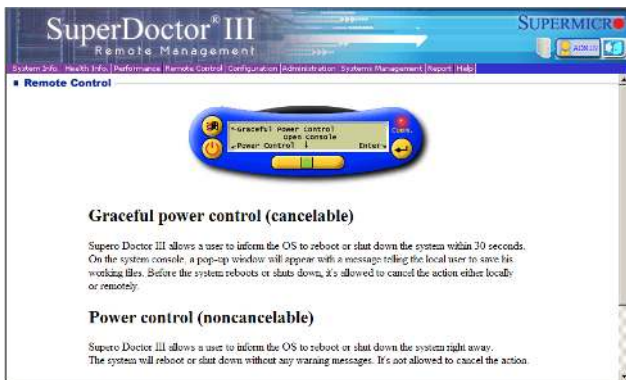 SuperDoctor® III
Remote Management
SUPERMICR
ADMIN
System Info. Health Info. Performance Remote Control Configuration Administration Systems Management Report Help
Remote Control
Graceful Power Control
Open Console
Power Control
Enter
Comm.
Graceful power control (cancelable)
Supero Doctor III allows a user to inform the OS to reboot or shut down the system within 30 seconds.
On the system console, a pop-up window will appear with a message telling the local user to save his
working files. Before the system reboots or shuts down, it's allowed to cancel the action either locally
or remotely.
Power control (noncancelable)
Supero Doctor III allows a user to inform the OS to reboot or shut down the system right away.
The system will reboot or shut down without any warning messages. It's not allowed to cancel the action.